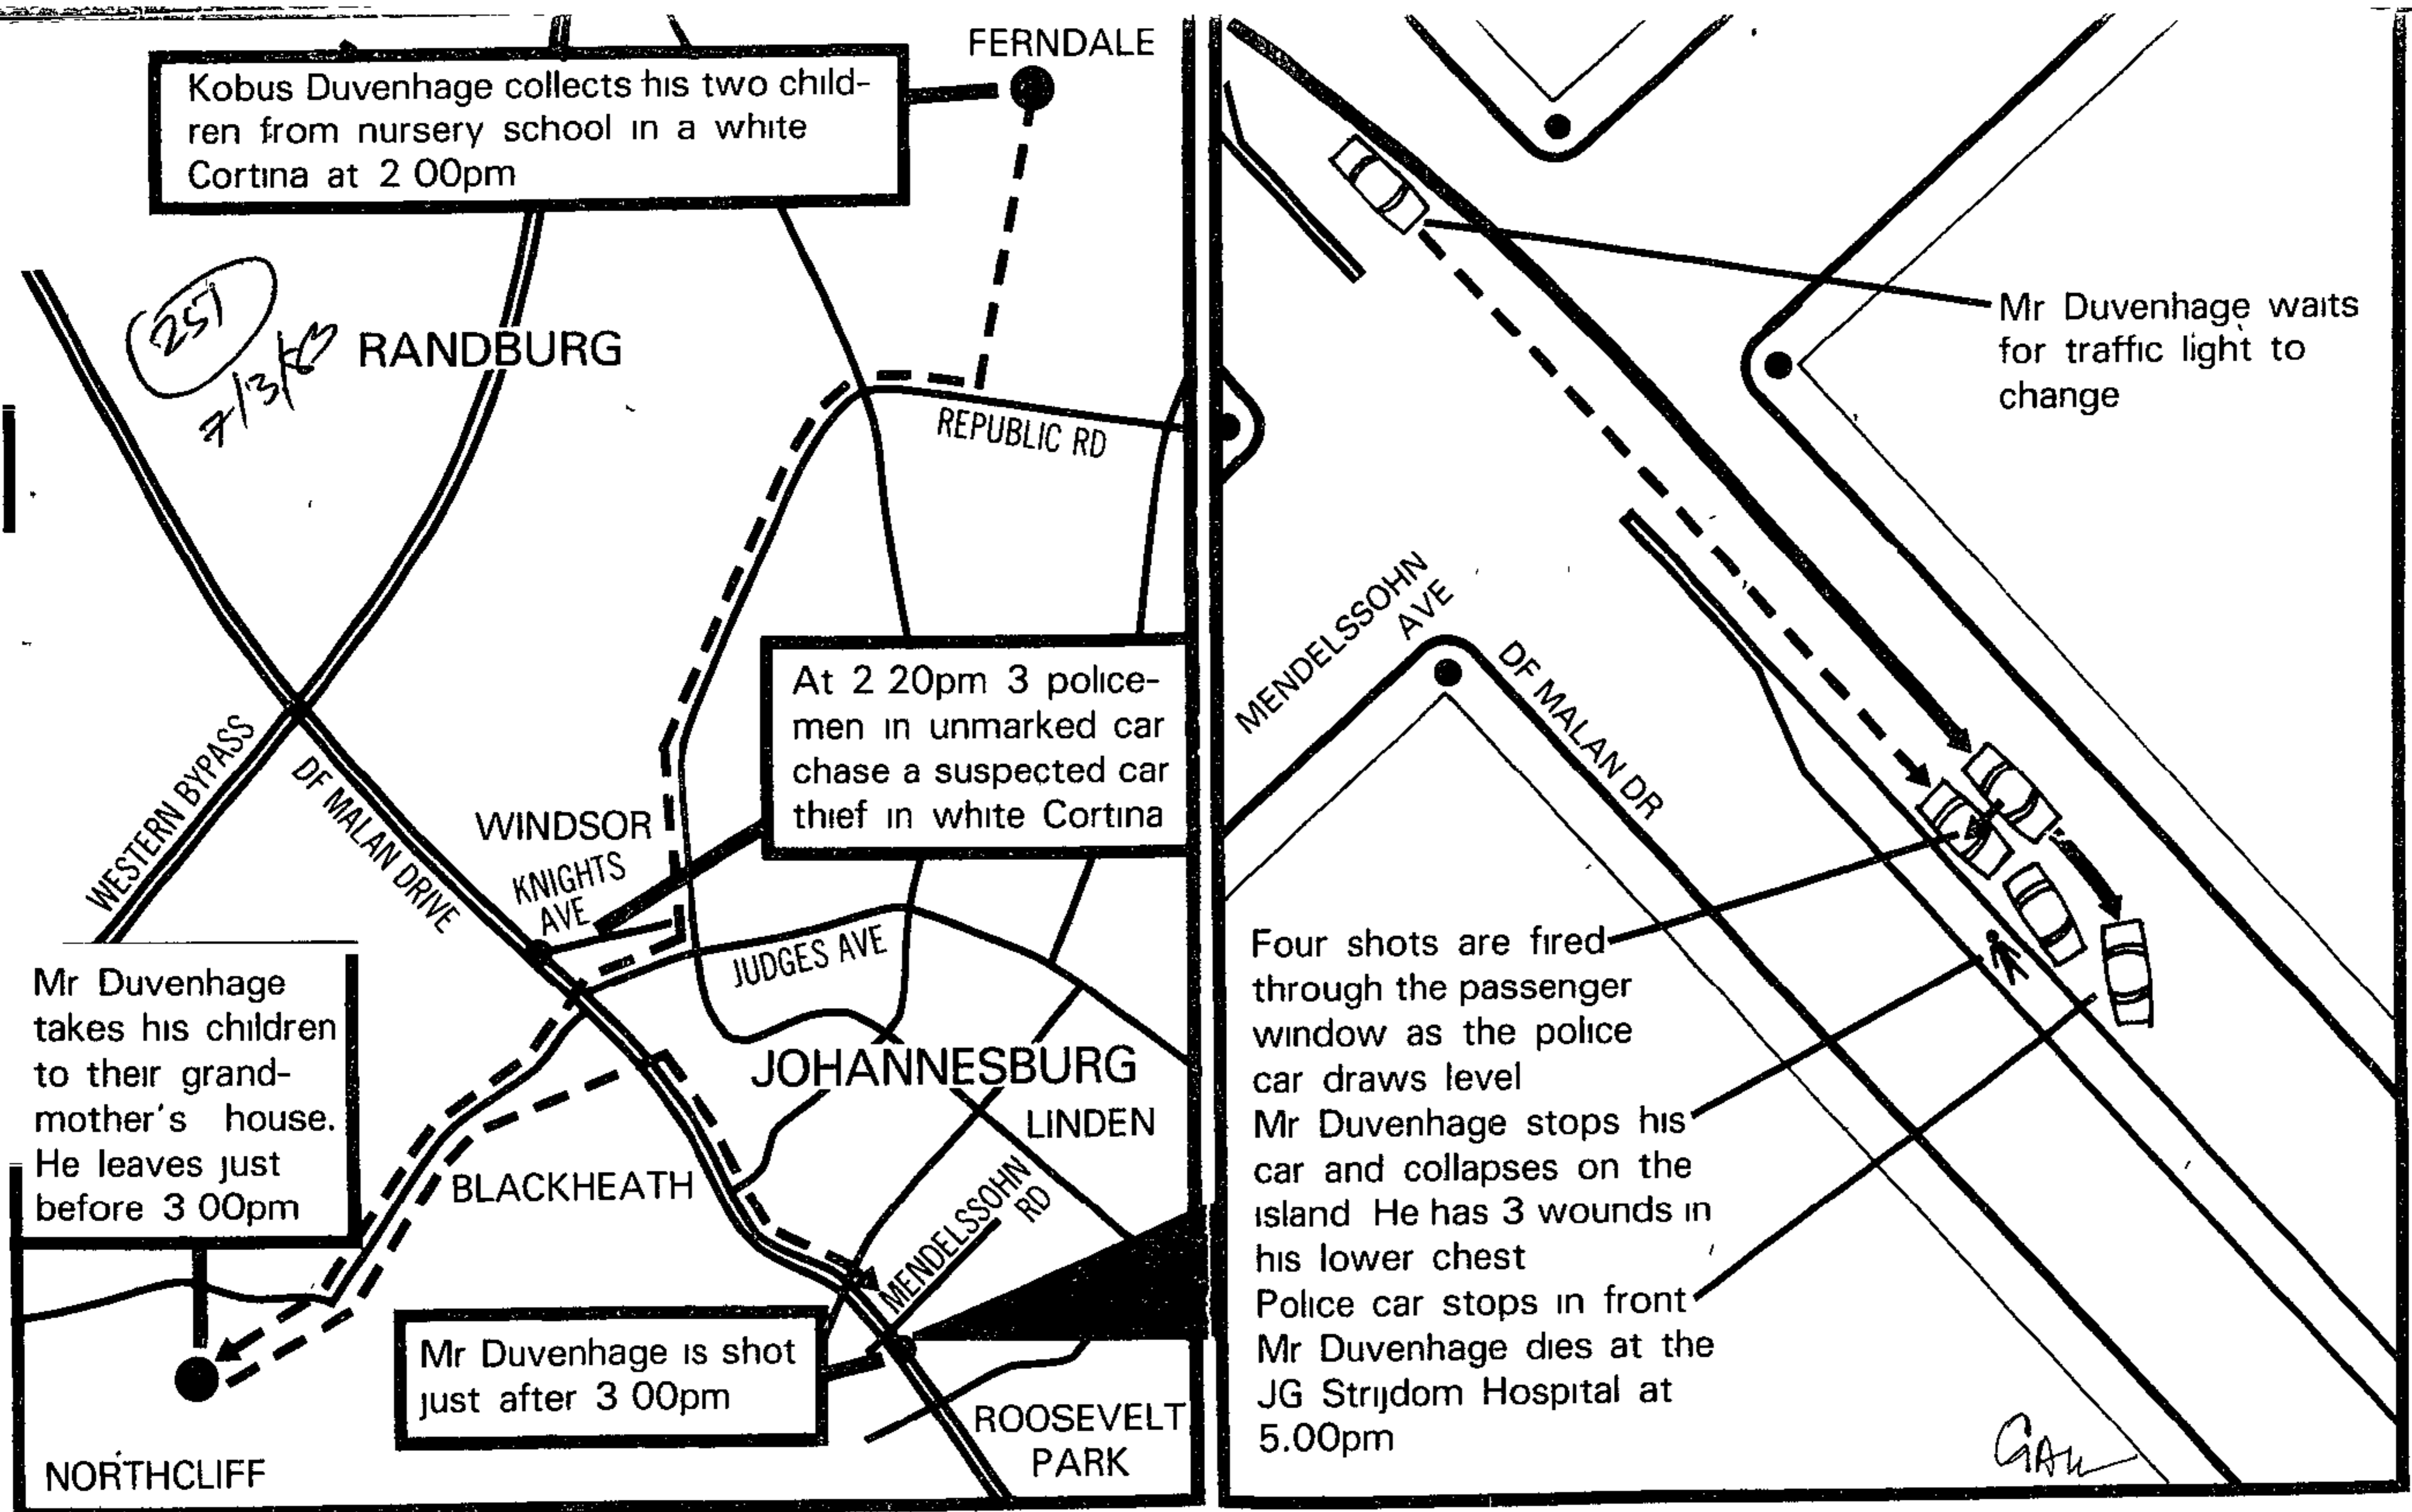 FERNDALE
Kobus Duvenhage collects his two child-
ren from nursery school in a white
Cortina at 2 00pm
257
RANDBURG
REPUBLIC RD
At 2 20pm 3 police-
men in unmarked car
chase a suspected car
thief in white Cortina
WESTERN BYPASS
DF MALAN DRIVE
WINDSOR
KNIGHTS
AVE
JUDGES AVE
Mr Duvenhage
takes his children
to their grand-
mother's house.
He leaves just
before 3 00pm
JOHANNESBURG
LINDEN
BLACKHEATH
MENDELSSOHN
RD
Mr Duvenhage is shot
just after 3 00pm
ROOSEVELT
PARK
NORTHCLIFF
Mr Duvenhage waits
for traffic light to
change
MENDELSSOHN
AVE
DF MALAN DR
Four shots are fired
through the passenger
window as the police
car draws level
Mr Duvenhage stops his
car and collapses on the
island He has 3 wounds in
his lower chest
Police car stops in front
Mr Duvenhage dies at the
JG Strijdom Hospital at
5.00pm